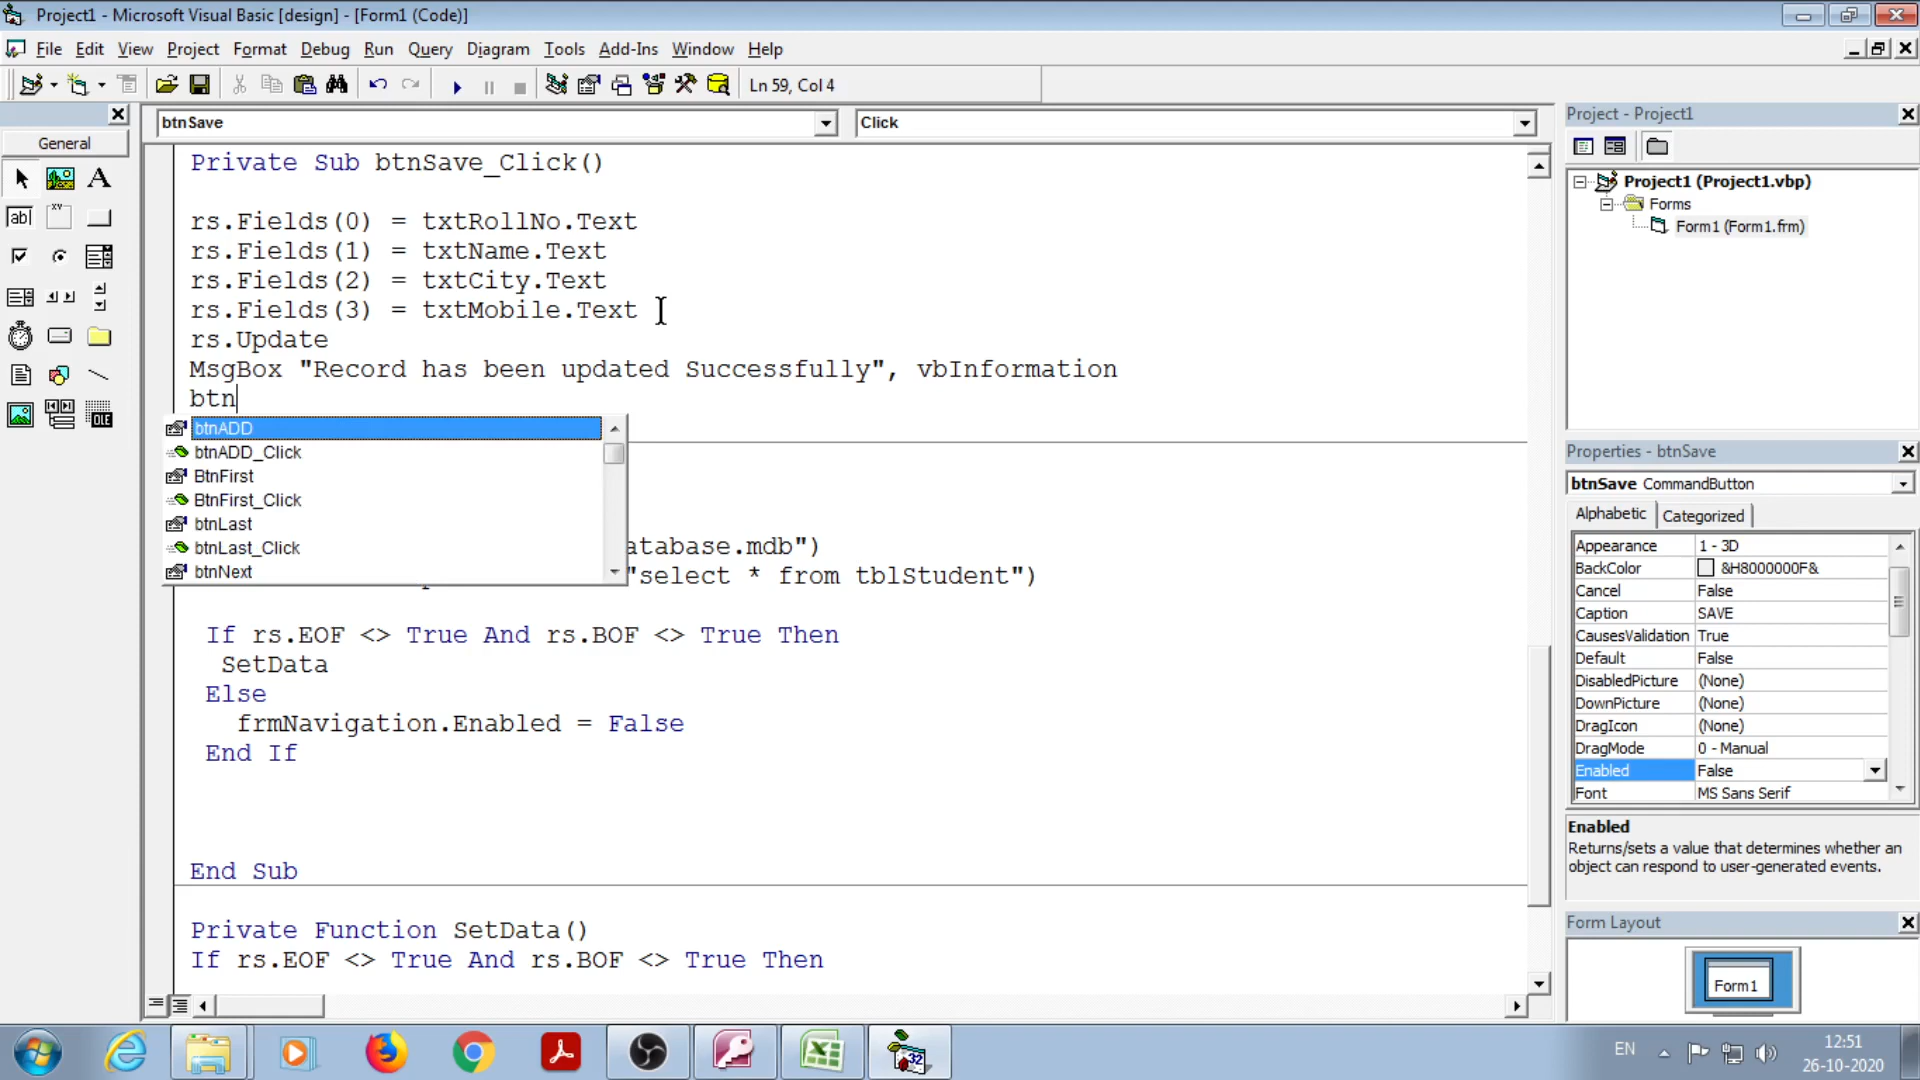 Project1 - Microsoft Visual Basic [design] - [Form1 (Code)]
File Edit View Project Format Debug Run Query Diagram Tools Add-Ins Window Help
Ln 59, Col 4
General
btnSave
Click
Private Sub btnSave_Click()
rs.Fields(0) = txtRollNo.Text
rs.Fields(1) = txtName.Text
rs.Fields(2) = txtCity.Text
rs.Fields(3) = txtMobile.Text
rs.Update
MsgBox "Record has been updated Successfully", vbInformation
btn
btnADD
btnADD_Click
BtnFirst
BtnFirst_Click
btnLast
btnLast_Click
btnNext
atabase.mdb")
"select * from tblStudent")
If rs.EOF <> True And rs.BOF <> True Then
SetData
Else
frmNavigation.Enabled = False
End If
End Sub
Private Function SetData()
If rs.EOF <> True And rs.BOF <> True Then
Project - Project1
Project1 (Project1.vbp)
Forms
Form1 (Form1.frm)
Properties - btnSave
btnSave CommandButton
Alphabetic Categorized
Appearance 1 - 3D
BackColor &H8000000F&
Cancel False
Caption SAVE
CausesValidation True
Default False
DisabledPicture (None)
DownPicture (None)
DragIcon (None)
DragMode 0 - Manual
Enabled False
Font MS Sans Serif
Enabled
Returns/sets a value that determines whether an
object can respond to user-generated events.
Form Layout
Form1
EN
12:51
26-10-2020